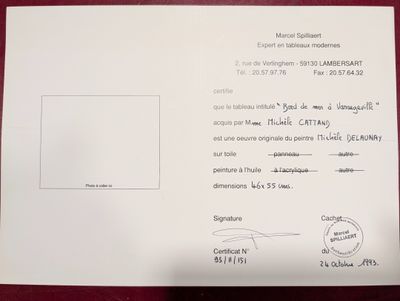 Photo à coller ici
Marcel Spilliaert
Expert en tableaux modernes
2, rue de Verlinghem - 59130 LAMBERSART
Tél. : 20.57.97.76 Fax : 20.57.64.32
certifie
que le tableau intitulé "Bord de mer à Varengeville"
acquis par Mme Michèle CATTAND
est une oeuvre originale du peintre Michèle DELAUNAY
sur toile panneau autre
peinture à l'huile à l'acrylique autre
dimensions 46x55 cms.
Signature Cachet
Marcel
SPILLIAERT
Certificat N° du
93/11/151 24 Octobre 1993.